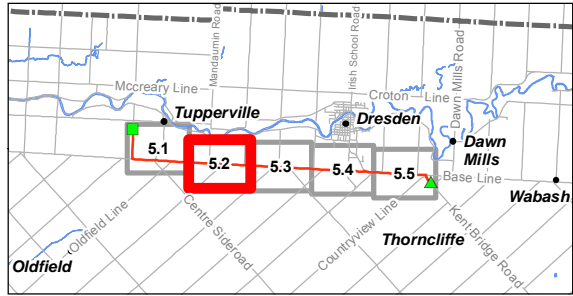 Mandaumin Road
Irish School Road
Dawn Mills Road
Mccreary Line
Croton Line
Tupperville
Dresden
Dawn
Mills
5.1
5.2
5.3
5.4
5.5
Base Line
Wabash
Oldfield Line
Centre Sideroad
Countryview Line
Kent Bridge Road
Thorncliffe
Oldfield